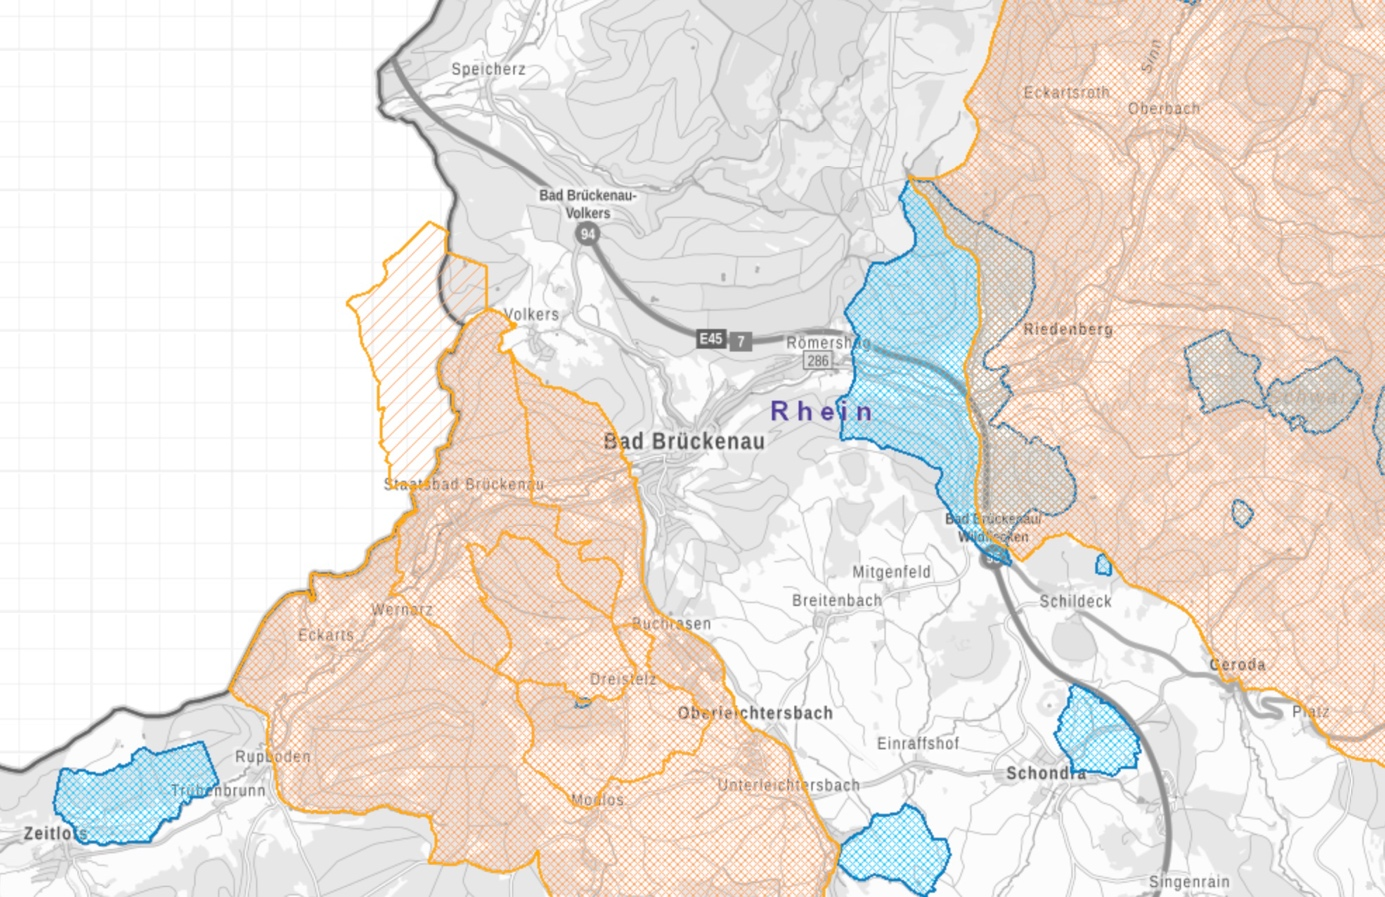 Speicherz
Sinn
Eckartsroth
Oberbach
Bad Brückenau-
Volkers
94
Volkers
Riedenberg
E45
7
Römershag
286
Rhein
Bad Brückenau
Staatsbad Brückenau
Bad Brückenau/
Wildflecken
95
Mitgenfeld
Breitenbach
Schildeck
Wernarz
Eckarts
Buchrasen
Geroda
Dreistelz
Oberleichtersbach
Platz
Einraffshof
Rupboden
Schondra
Trübenbrunn
Unterleichtersbach
Modlos
Zeitlofs
Singenrain